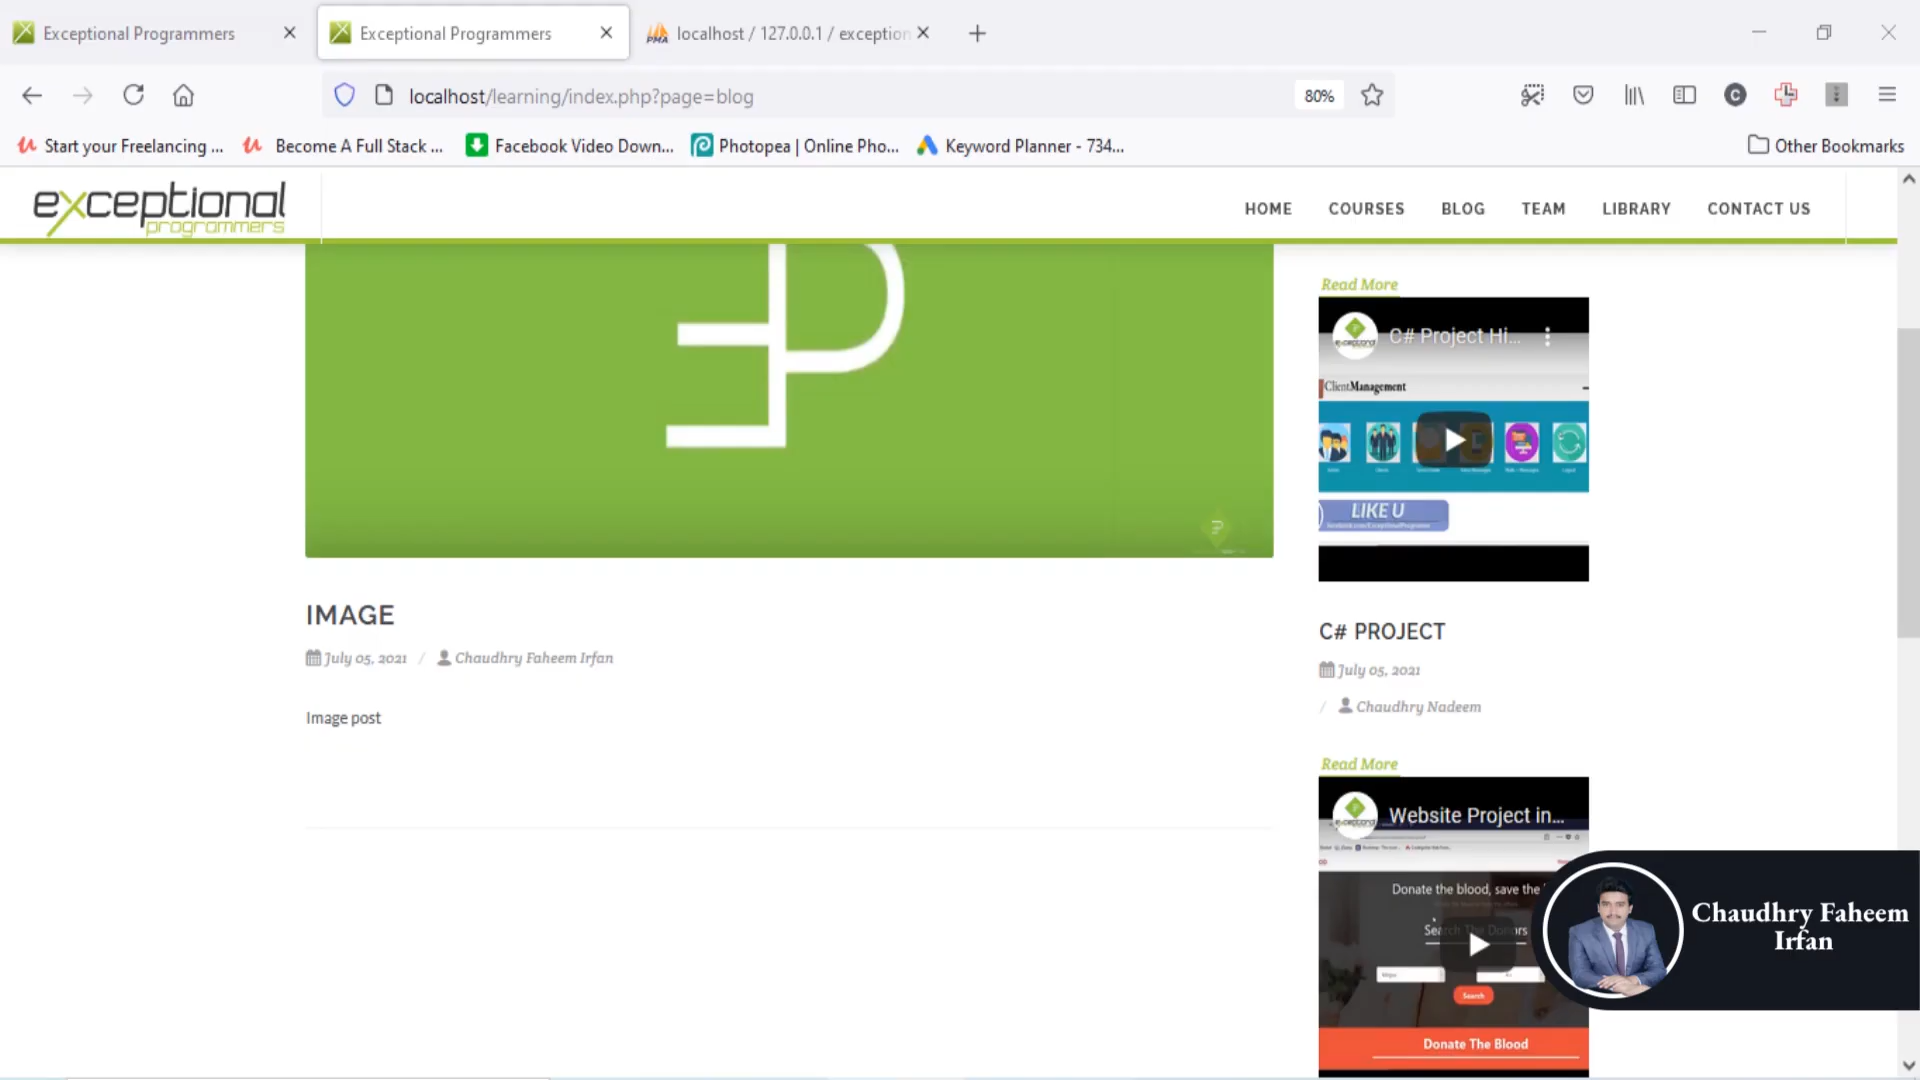 Exceptional Programmers
Exceptional Programmers
localhost / 127.0.0.1 / exception
localhost/learning/index.php?page=blog
80%
Start your Freelancing ...
Become A Full Stack ...
Facebook Video Down...
Photopea | Online Pho...
Keyword Planner - 734...
Other Bookmarks
exceptional
programmers
HOME
COURSES
BLOG
TEAM
LIBRARY
CONTACT US
IMAGE
July 05, 2021 / Chaudhry Faheem Irfan
Image post
Read More
C# Project Hi...
ClientManagement
LIKE U
C# PROJECT
July 05, 2021
/ Chaudhry Nadeem
Read More
Website Project in...
Donate the blood, save the
Search The Donors
Search
Donate The Blood
Chaudhry Faheem
Irfan